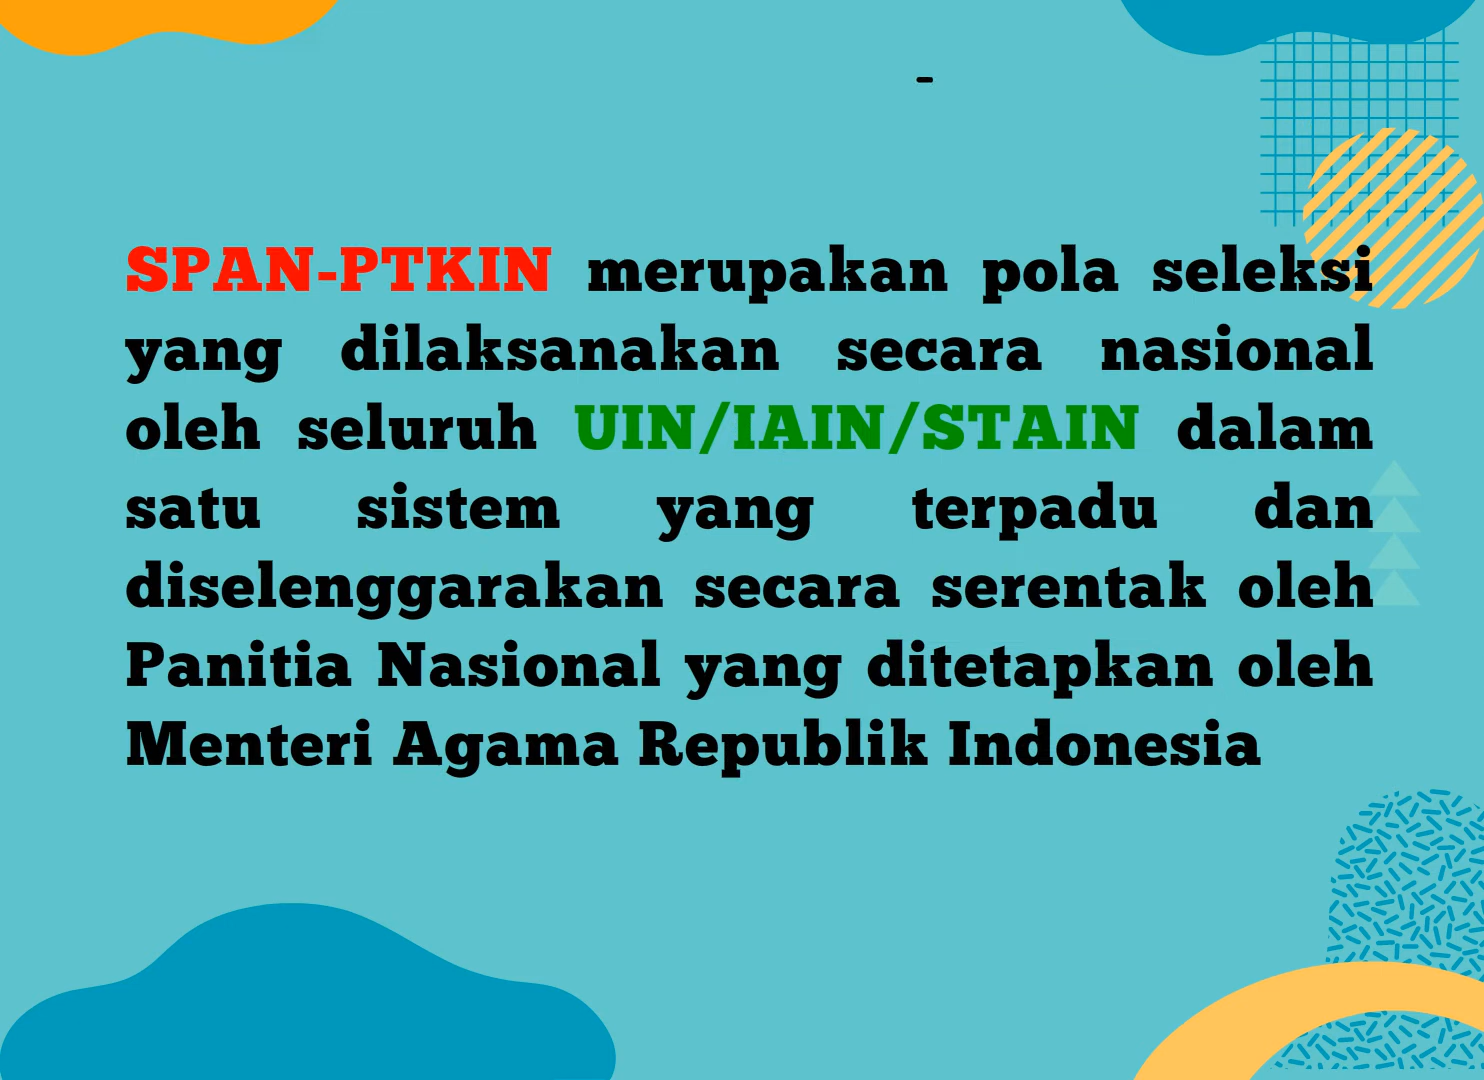 -
SPAN-PTKIN merupakan pola seleksi
yang dilaksanakan secara nasional
oleh seluruh UIN/IAIN/STAIN dalam
satu sistem yang terpadu dan
diselenggarakan secara serentak oleh
Panitia Nasional yang ditetapkan oleh
Menteri Agama Republik Indonesia